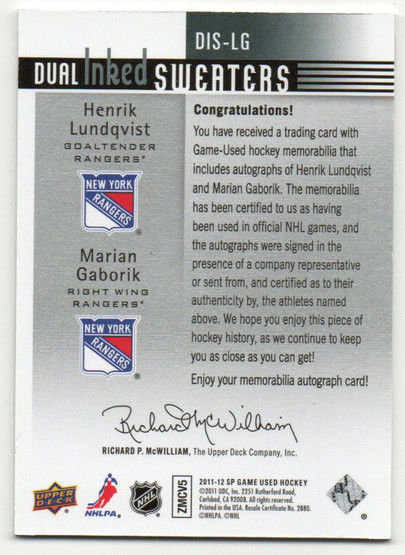 DIS-LG
DUAL Inked SWEATERS
Henrik
Lundqvist
GOALTENDER
RANGERS*
NEW YORK
RANGERS
Marian
Gaborik
RIGHT WING
RANGERS*
NEW YORK
RANGERS
Congratulations!
You have received a trading card with
Game-Used hockey memorabilia that
includes autographs of Henrik Lundqvist
and Marian Gaborik. The memorabilia
has been certified to us as having
been used in official NHL games, and
the autographs were signed in the
presence of a company representative
or sent from, and certified as to their
authenticity by, the athletes named
above. We hope you enjoy this piece of
hockey history, as we continue to keep
you as close as you can get!
Enjoy your memorabilia autograph card!
Richard McWilliam
RICHARD P. McWILLIAM, The Upper Deck Company, Inc.
UPPER
DECK
NHLPA.
NHL
ZMCV5
2011-12 SP GAME USED HOCKEY
©2011 UDC, Inc. 2251 Rutherford Road,
Carlsbad, CA 92008. All rights reserved.
Printed in the USA. Resale Certificate No. 2880.
©NHLPA. ©NHL
®